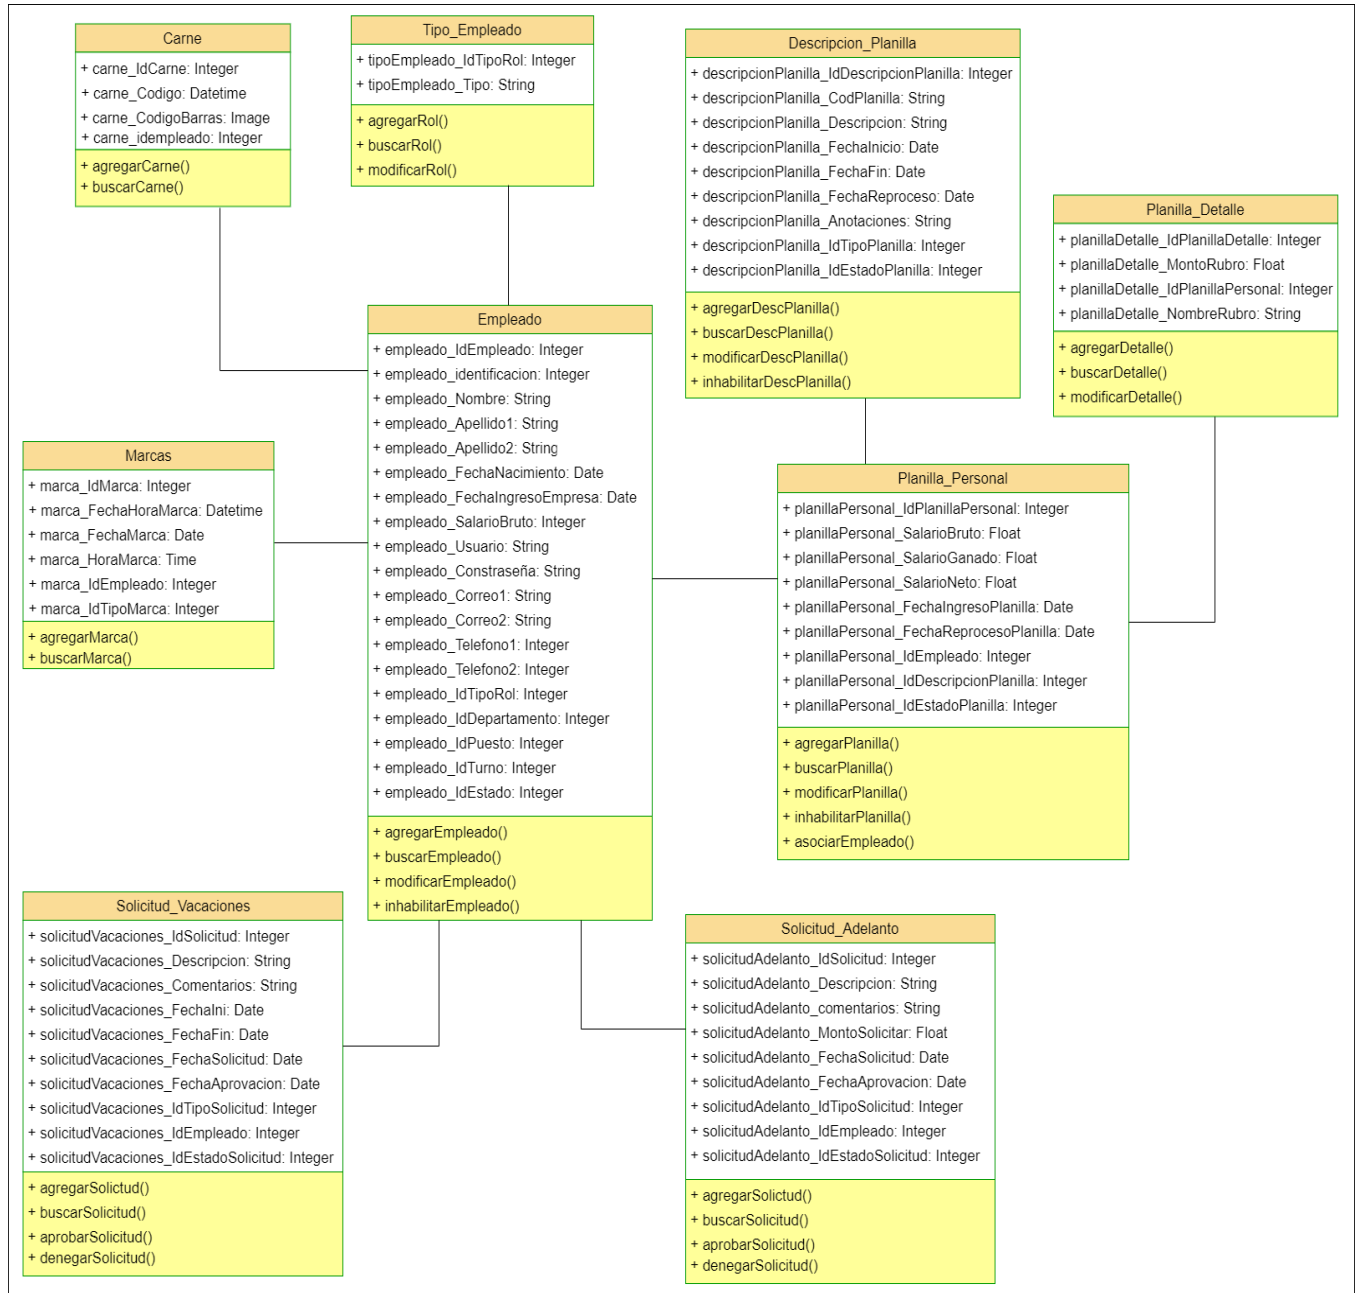 Carne
+ carne_IdCarne: Integer
+ carne_Codigo: Datetime
+ carne_CodigoBarras: Image
+ carne_idempleado: Integer
+ agregarCarne()
+ buscarCarne()
Tipo_Empleado
+ tipoEmpleado_IdTipoRol: Integer
+ tipoEmpleado_Tipo: String
+ agregarRol()
+ buscarRol()
+ modificarRol()
Descripcion_Planilla
+ descripcionPlanilla_IdDescripcionPlanilla: Integer
+ descripcionPlanilla_CodPlanilla: String
+ descripcionPlanilla_Descripcion: String
+ descripcionPlanilla_FechaInicio: Date
+ descripcionPlanilla_FechaFin: Date
+ descripcionPlanilla_FechaReproceso: Date
+ descripcionPlanilla_Anotaciones: String
+ descripcionPlanilla_IdTipoPlanilla: Integer
+ descripcionPlanilla_IdEstadoPlanilla: Integer
+ agregarDescPlanilla()
+ buscarDescPlanilla()
+ modificarDescPlanilla()
+ inhabilitarDescPlanilla()
Planilla_Detalle
+ planillaDetalle_IdPlanillaDetalle: Integer
+ planillaDetalle_MontoRubro: Float
+ planillaDetalle_IdPlanillaPersonal: Integer
+ planillaDetalle_NombreRubro: String
+ agregarDetalle()
+ buscarDetalle()
+ modificarDetalle()
Empleado
+ empleado_IdEmpleado: Integer
+ empleado_identificacion: Integer
+ empleado_Nombre: String
+ empleado_Apellido1: String
+ empleado_Apellido2: String
+ empleado_FechaNacimiento: Date
+ empleado_FechaIngresoEmpresa: Date
+ empleado_SalarioBruto: Integer
+ empleado_Usuario: String
+ empleado_Constraseña: String
+ empleado_Correo1: String
+ empleado_Correo2: String
+ empleado_Telefono1: Integer
+ empleado_Telefono2: Integer
+ empleado_IdTipoRol: Integer
+ empleado_IdDepartamento: Integer
+ empleado_IdPuesto: Integer
+ empleado_IdTurno: Integer
+ empleado_IdEstado: Integer
+ agregarEmpleado()
+ buscarEmpleado()
+ modificarEmpleado()
+ inhabilitarEmpleado()
Marcas
+ marca_IdMarca: Integer
+ marca_FechaHoraMarca: Datetime
+ marca_FechaMarca: Date
+ marca_HoraMarca: Time
+ marca_IdEmpleado: Integer
+ marca_IdTipoMarca: Integer
+ agregarMarca()
+ buscarMarca()
Planilla_Personal
+ planillaPersonal_IdPlanillaPersonal: Integer
+ planillaPersonal_SalarioBruto: Float
+ planillaPersonal_SalarioGanado: Float
+ planillaPersonal_SalarioNeto: Float
+ planillaPersonal_FechaIngresoPlanilla: Date
+ planillaPersonal_FechaReprocesoPlanilla: Date
+ planillaPersonal_IdEmpleado: Integer
+ planillaPersonal_IdDescripcionPlanilla: Integer
+ planillaPersonal_IdEstadoPlanilla: Integer
+ agregarPlanilla()
+ buscarPlanilla()
+ modificarPlanilla()
+ inhabilitarPlanilla()
+ asociarEmpleado()
Solicitud_Vacaciones
+ solicitudVacaciones_IdSolicitud: Integer
+ solicitudVacaciones_Descripcion: String
+ solicitudVacaciones_Comentarios: String
+ solicitudVacaciones_FechaIni: Date
+ solicitudVacaciones_FechaFin: Date
+ solicitudVacaciones_FechaSolicitud: Date
+ solicitudVacaciones_FechaAprovacion: Date
+ solicitudVacaciones_IdTipoSolicitud: Integer
+ solicitudVacaciones_IdEmpleado: Integer
+ solicitudVacaciones_IdEstadoSolicitud: Integer
+ agregarSolictud()
+ buscarSolicitud()
+ aprobarSolicitud()
+ denegarSolicitud()
Solicitud_Adelanto
+ solicitudAdelanto_IdSolicitud: Integer
+ solicitudAdelanto_Descripcion: String
+ solicitudAdelanto_comentarios: String
+ solicitudAdelanto_MontoSolicitar: Float
+ solicitudAdelanto_FechaSolicitud: Date
+ solicitudAdelanto_FechaAprovacion: Date
+ solicitudAdelanto_IdTipoSolicitud: Integer
+ solicitudAdelanto_IdEmpleado: Integer
+ solicitudAdelanto_IdEstadoSolicitud: Integer
+ agregarSolictud()
+ buscarSolicitud()
+ aprobarSolicitud()
+ denegarSolicitud()